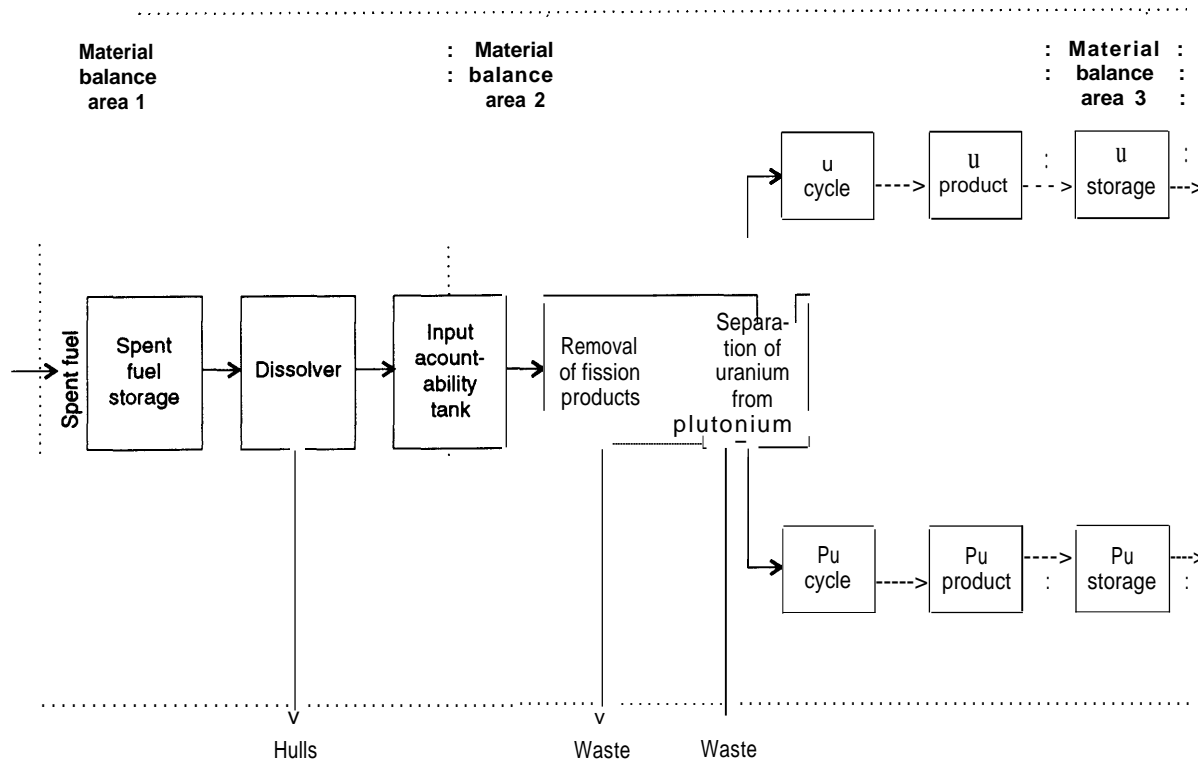 Material
balance
area 1
: Material
: balance
area 2
: Material :
: balance :
area 3 :
u
cycle
u
product
u
storage
Spent fuel
Spent
fuel
storage
Dissolver
Input
acount-
ability
tank
Removal
of fission
products
Separa-
tion of
uranium
from
plutonium
Pu
cycle
Pu
product
Pu
storage
Hulls
Waste
Waste